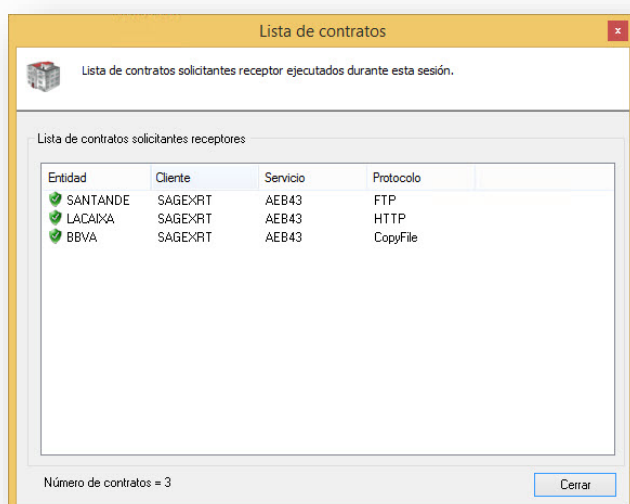 Lista de contratos
x
Lista de contratos solicitantes receptor ejecutados durante esta sesión.
Lista de contratos solicitantes receptores
Entidad Cliente Servicio Protocolo
SANTANDE SAGEXRT AEB43 FTP
LACAIXA SAGEXRT AEB43 HTTP
BBVA SAGEXRT AEB43 CopyFile
Número de contratos = 3
Cerrar